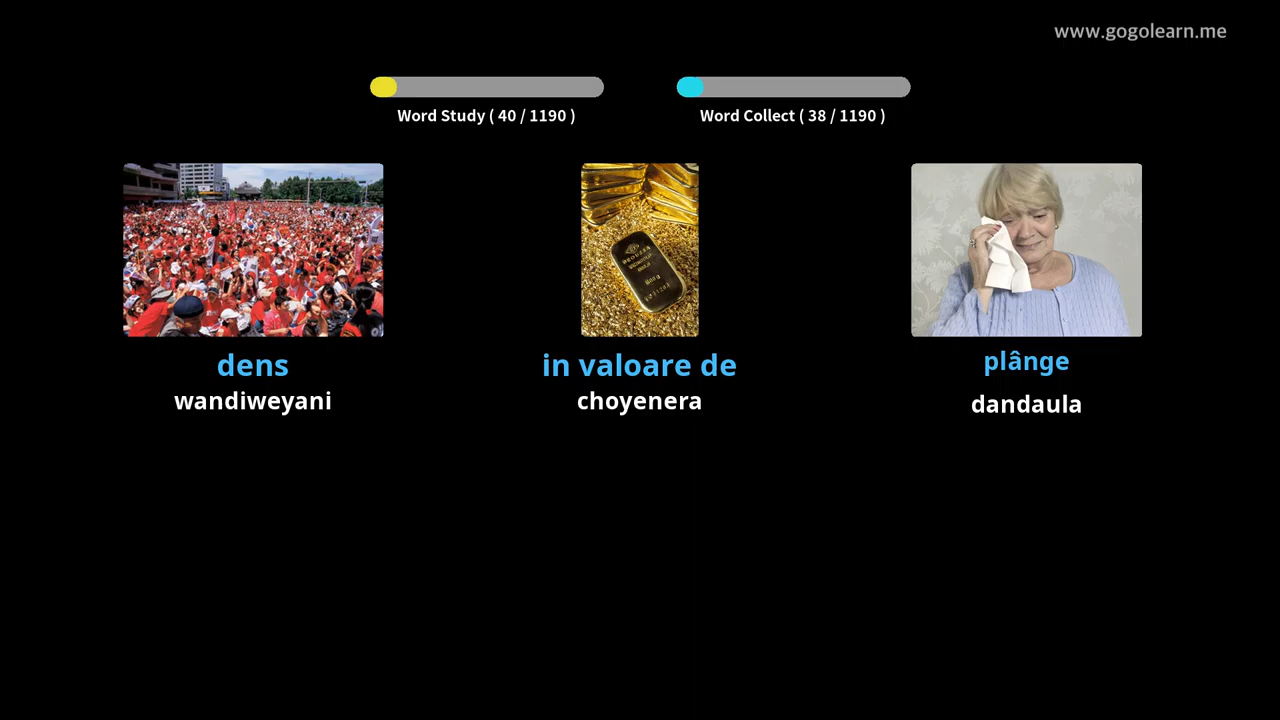 www.gogolearn.me
Word Study ( 40 / 1190 )
Word Collect ( 38 / 1190 )
dens
wandiweyani
in valoare de
choyenera
plânge
dandaula